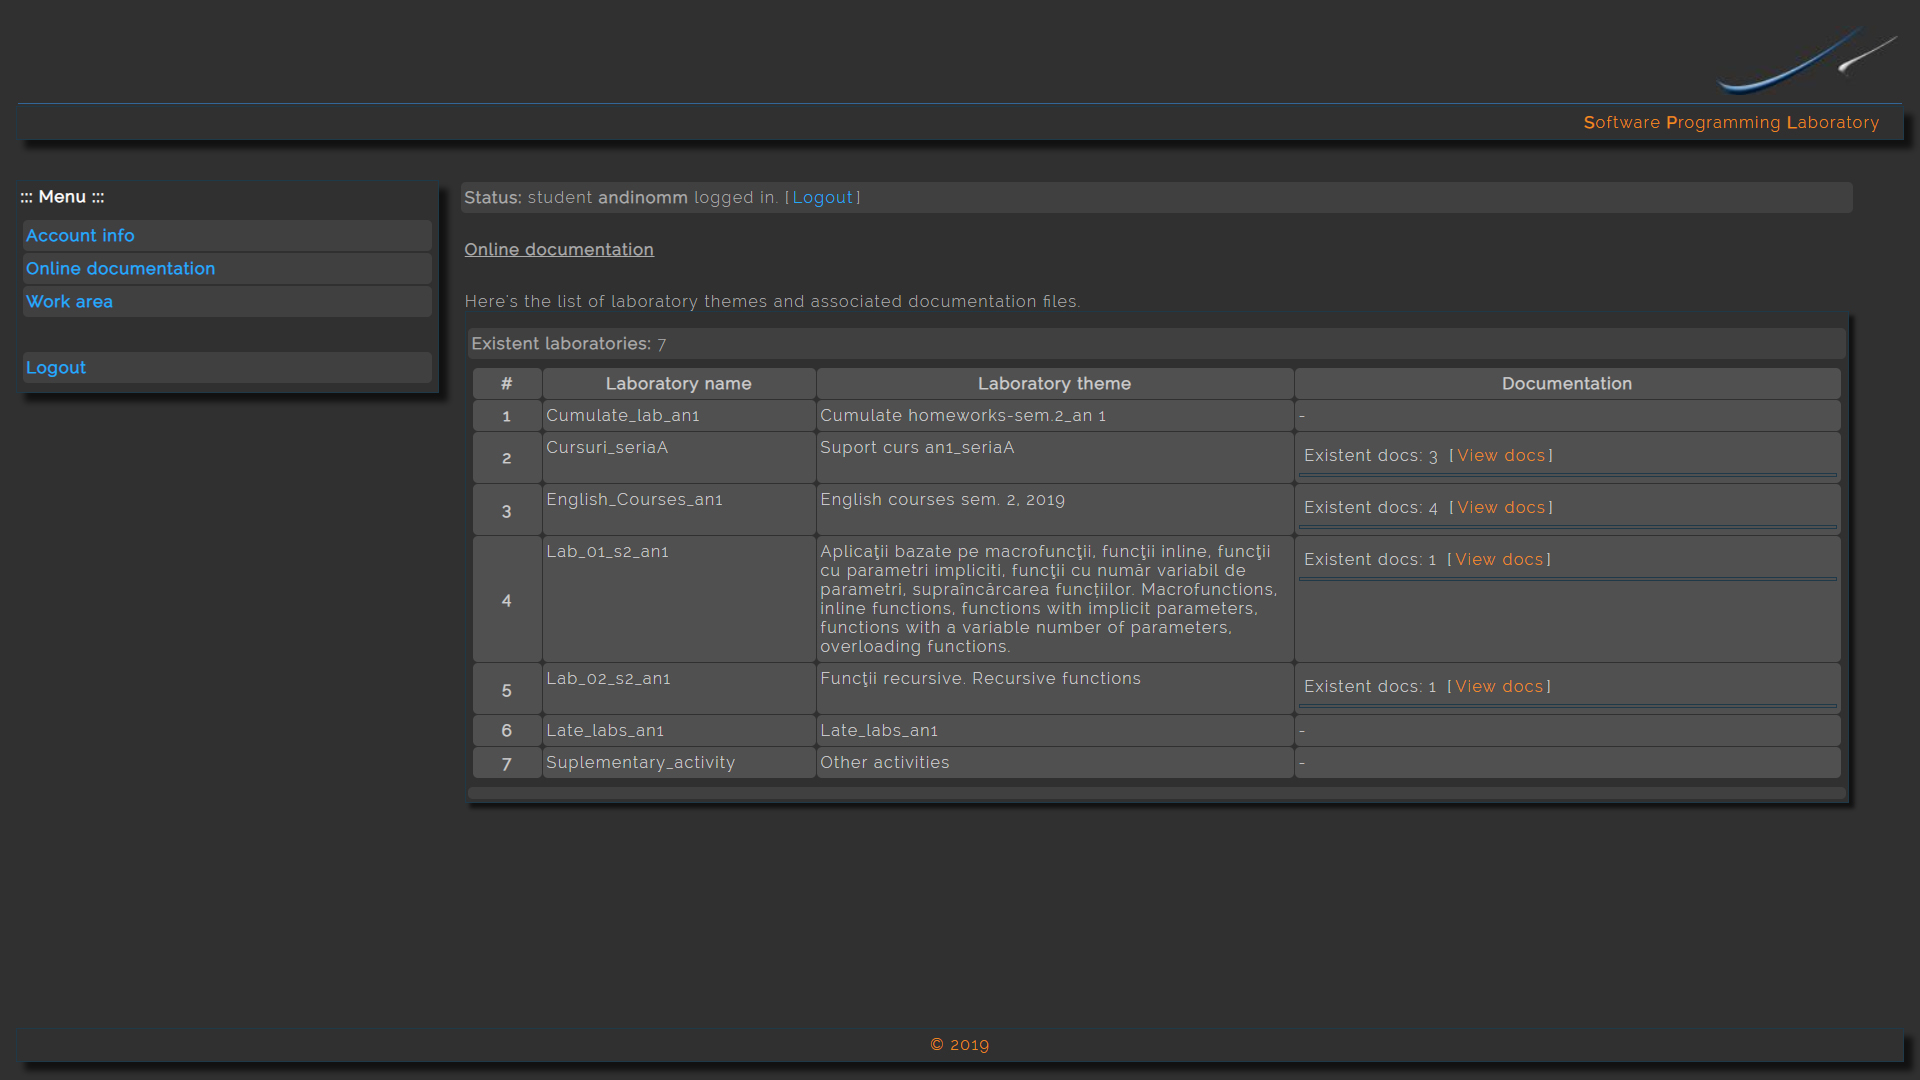 Software Programming Laboratory
::: Menu :::
Account info
Online documentation
Work area
Logout
Status: student andinomm logged in. [Logout]
Online documentation
Here's the list of laboratory themes and associated documentation files.
Existent laboratories: 7
# Laboratory name Laboratory theme Documentation
1 Cumulate_lab_an1 Cumulate homeworks-sem.2_an 1 -
2 Cursuri_seriaA Suport curs an1_seriaA Existent docs: 3 [View docs]
3 English_Courses_an1 English courses sem. 2, 2019 Existent docs: 4 [View docs]
4 Lab_01_s2_an1 Aplicaţii bazate pe macrofuncţii, funcţii inline, funcţii Existent docs: 1 [View docs]
cu parametri impliciti, funcţii cu număr variabil de
parametri, supraîncărcarea funcțiilor. Macrofunctions,
inline functions, functions with implicit parameters,
functions with a variable number of parameters,
overloading functions.
5 Lab_02_s2_an1 Funcţii recursive. Recursive functions Existent docs: 1 [View docs]
6 Late_labs_an1 Late_labs_an1 -
7 Suplementary_activity Other activities -
© 2019